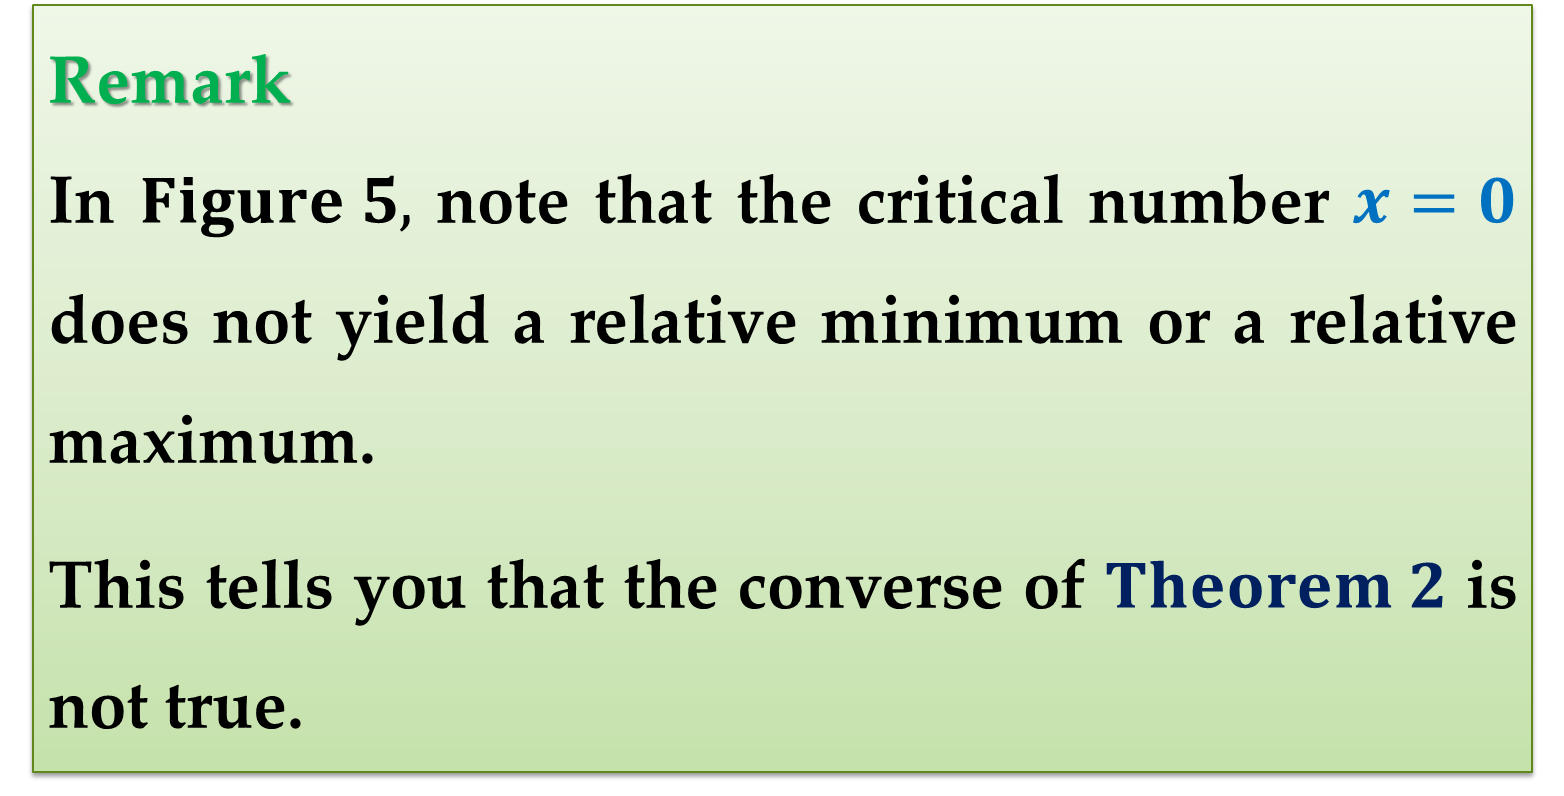 Remark
In Figure 5, note that the critical number x = 0
does not yield a relative minimum or a relative
maximum.
This tells you that the converse of Theorem 2 is
not true.